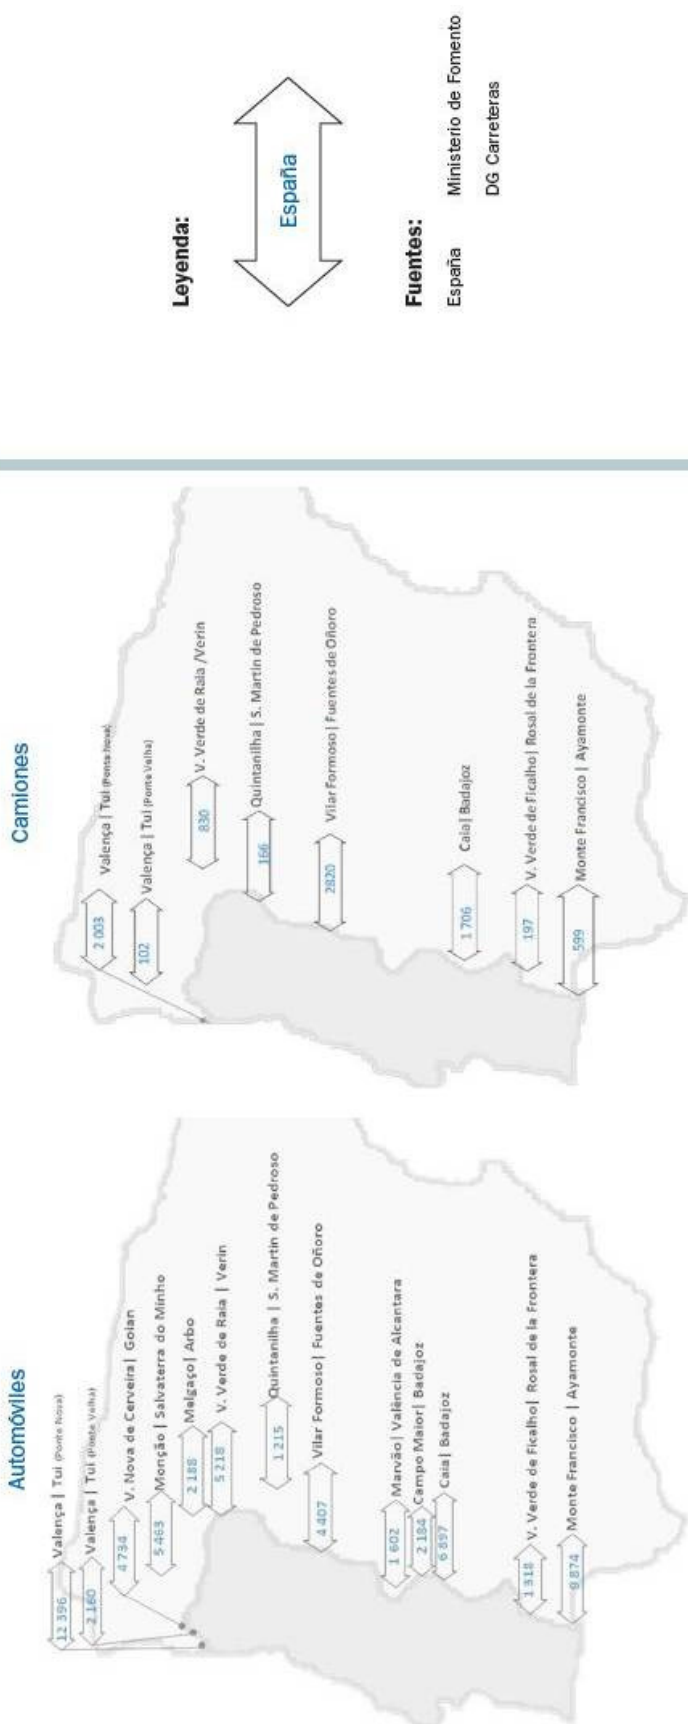 Automóviles
Valença | Tui (Ponte Nova)
12 396
Valença | Tui (Ponte Velha)
2 160
V. Nova de Cerveira| Goian
4 734
Monção | Salvaterra do Minho
5 463
Melgaço| Arbo
2 188
V. Verde de Raia | Verin
5 218
Quintanilha | S. Martin de Pedroso
1 215
Vilar Formoso| Fuentes de Oñoro
4 407
Marvão| València de Alcantara
1 602
Campo Maior| Badajoz
2 184
Caia| Badajoz
6 897
V. Verde de Ficalho| Rosal de la Frontera
1 318
Monte Francisco | Ayamonte
9 874
Camiones
Valença | Tui (Ponte Nova)
2 003
Valença | Tui (Ponte Velha)
102
V. Verde de Raia /Verin
830
Quintanilha | S. Martin de Pedroso
166
Vilar Formoso| Fuentes de Oñoro
2820
Caia| Badajoz
1 706
V. Verde de Ficalho| Rosal de la Frontera
197
Monte Francisco | Ayamonte
599
Leyenda:
España
Fuentes:
España Ministerio de Fomento
DG Carreteras